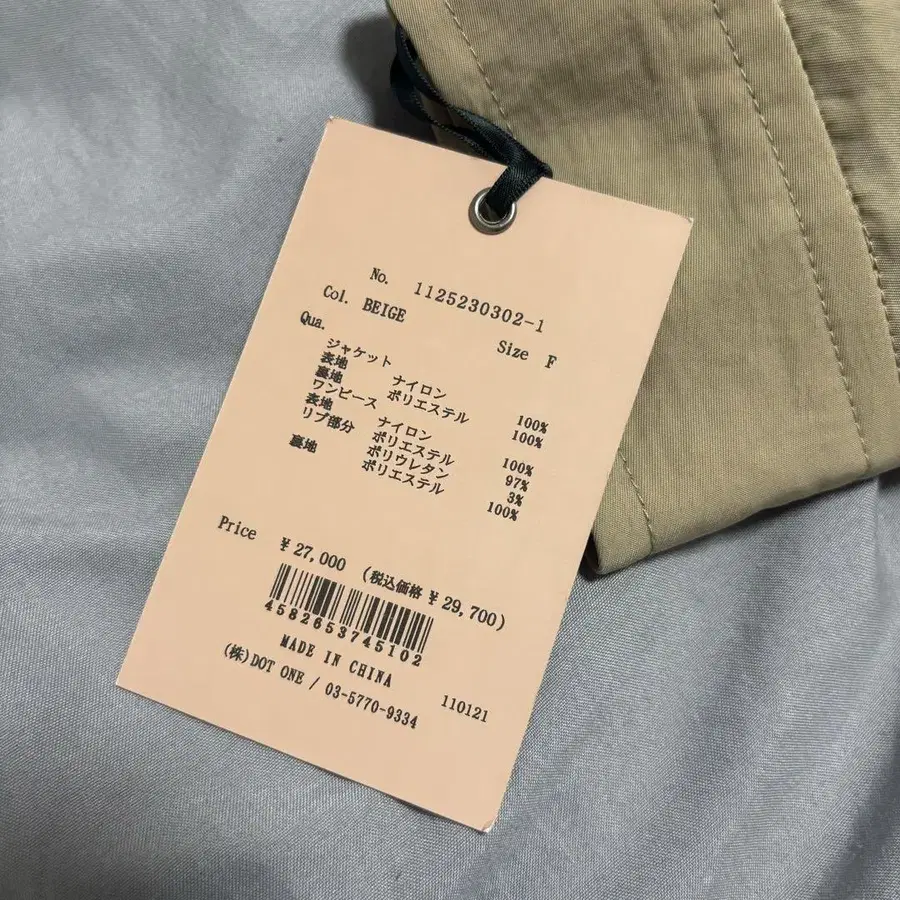 No. 1125230302-1
Col. BEIGE
Size F
Qua.
ジャケット
表地 ナイロン 100%
裏地 ポリエステル 100%
ワンピース
表地 ナイロン 100%
リブ部分 ポリエステル 97%
ポリウレタン 3%
裏地 ポリエステル 100%
Price ¥27,000 (税込価格 ¥29,700)
4582653745102
MADE IN CHINA
(株)DOT ONE / 03-5770-9334
110121